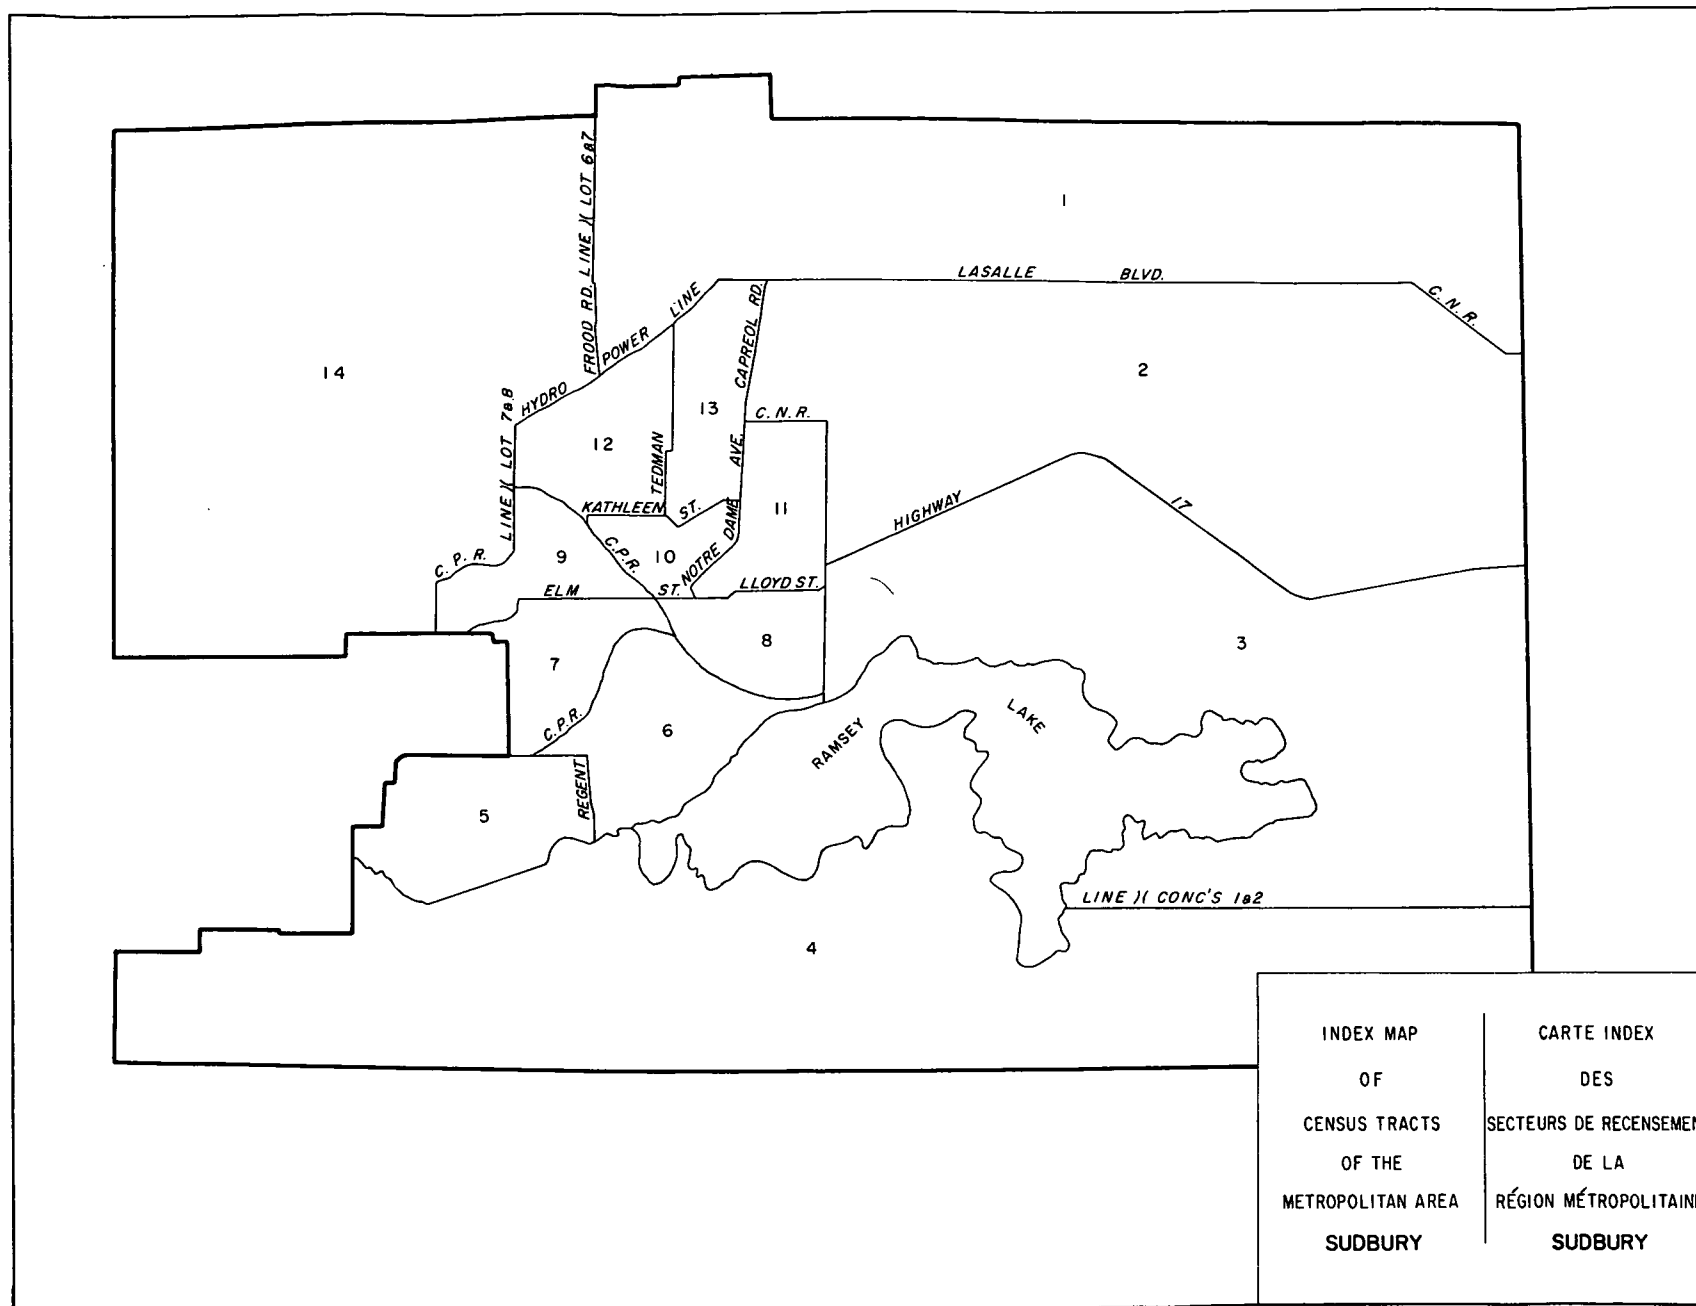 1
FROOD RD. LINE )( LOT 6&7
LASALLE BLVD.
C. N. R.
HYDRO POWER LINE
CAPREOL RD.
14
2
13
C. N. R.
LINE )( LOT 7&8
12
TEDMAN
AVE.
KATHLEEN ST.
NOTRE DAME
11
HIGHWAY 17
C. P. R.
9
C.P.R.
10
ELM ST.
LLOYD ST.
8
3
7
C.P.R.
6
RAMSEY LAKE
REGENT
5
LINE )( CONC'S 1&2
4
INDEX MAP
OF
CENSUS TRACTS
OF THE
METROPOLITAN AREA
SUDBURY
CARTE INDEX
DES
SECTEURS DE RECENSEMEN
DE LA
RÉGION MÉTROPOLITAIN
SUDBURY